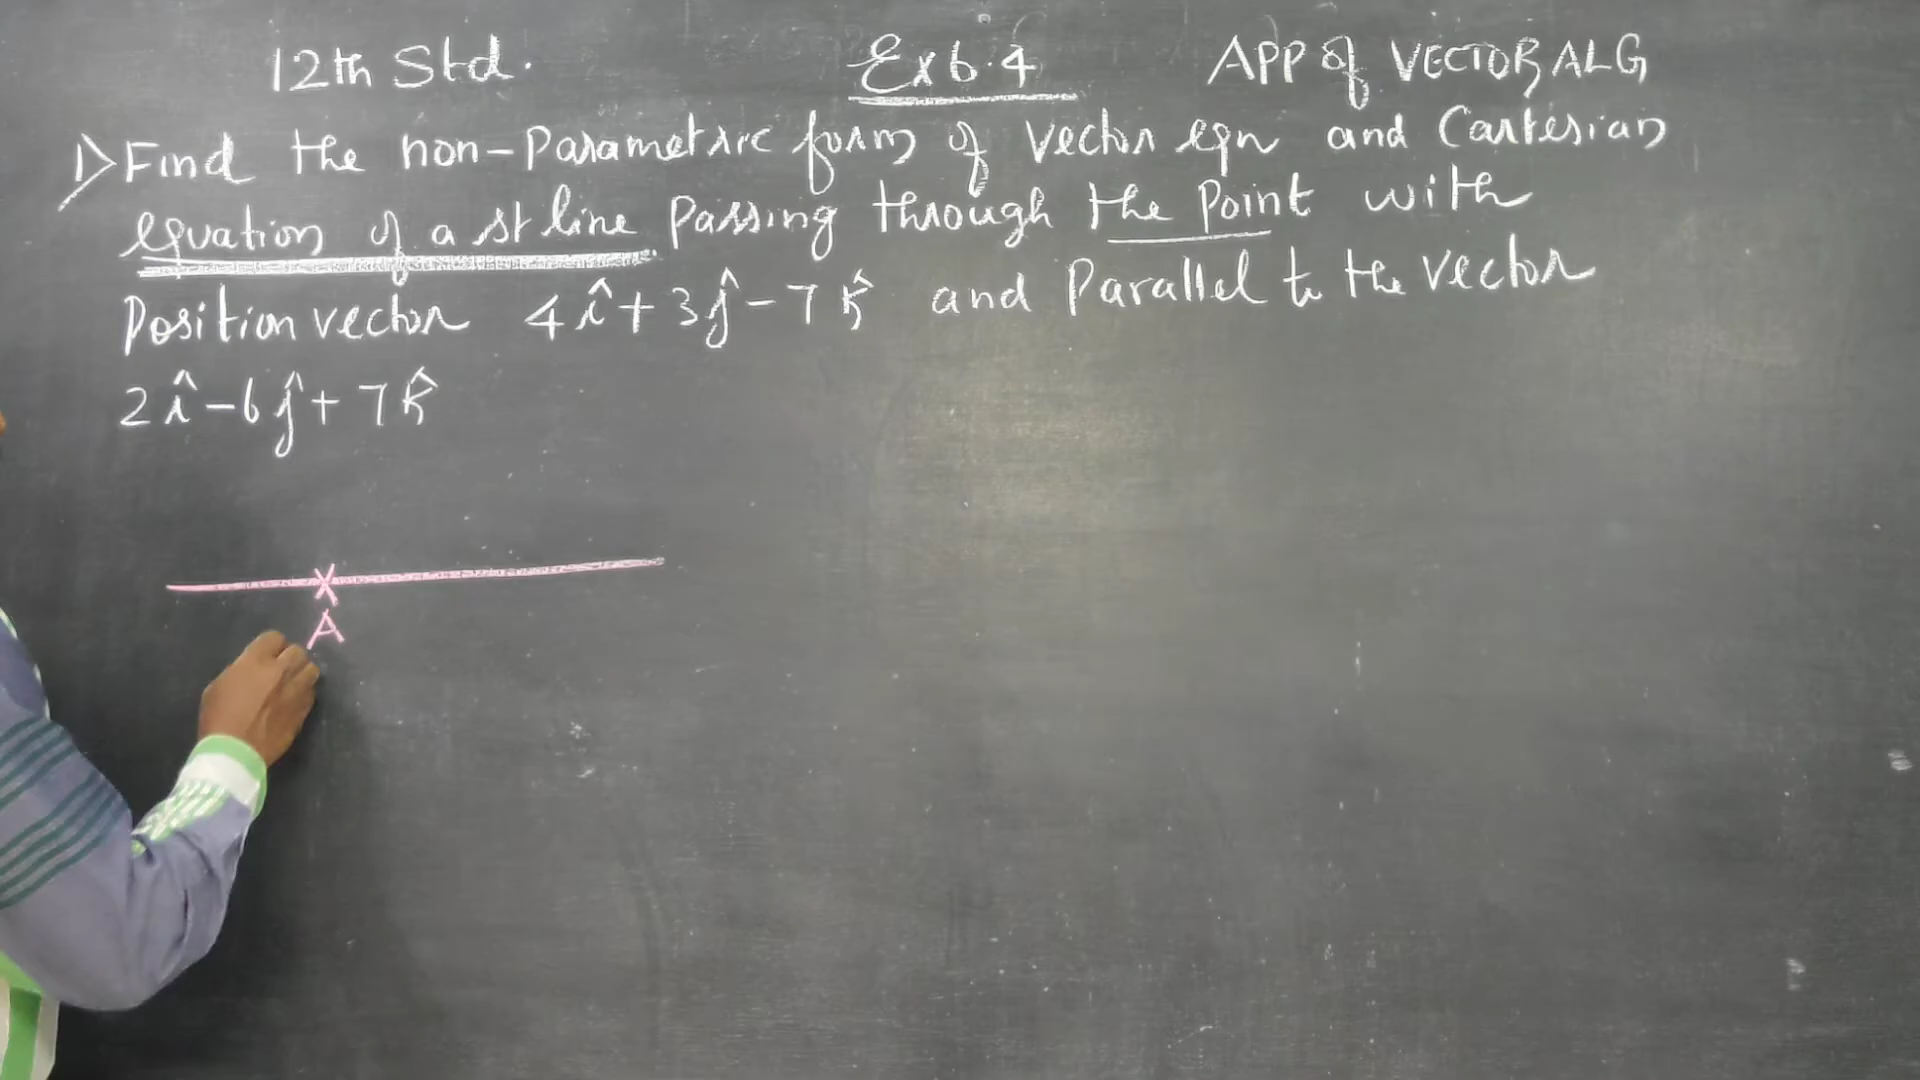 12th Std. Ex 6.4 APP of VECTOR ALG
1) Find the non-Parametric form of vector eqn and Cartesian
equation of a st line passing through the point with
Position vector 4î + 3ĵ - 7k̂ and Parallel to the vector
2î - 6ĵ + 7k̂
A